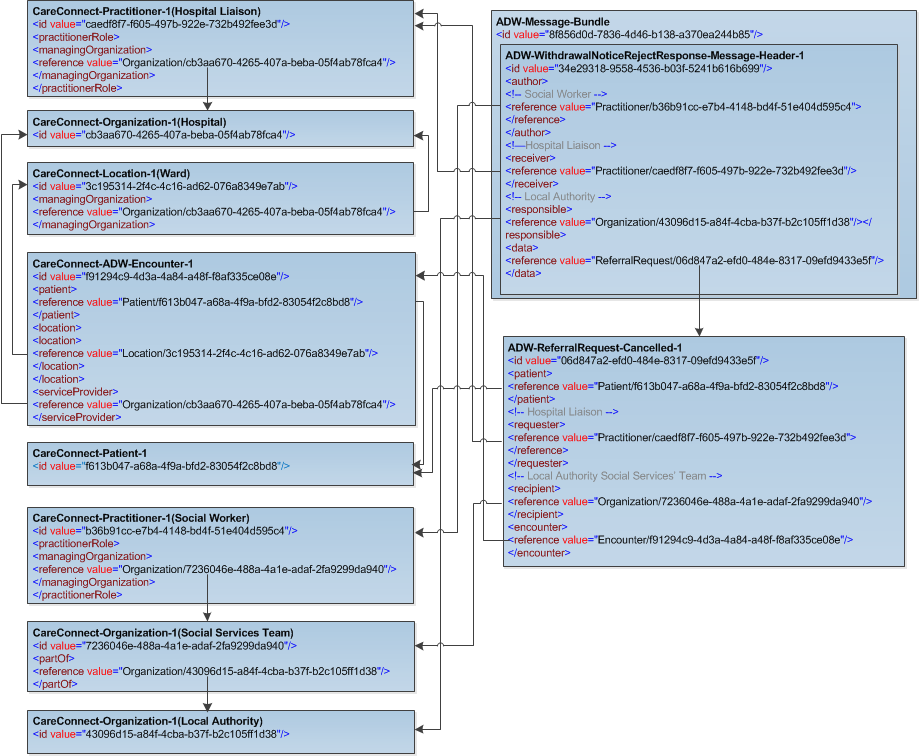 CareConnect-Practitioner-1(Hospital Liaison)
<id value="caedf8f7-f605-497b-922e-732b492fee3d"/>
<practitionerRole>
<managingOrganization>
<reference value="Organization/cb3aa670-4265-407a-beba-05f4ab78fca4"/>
</managingOrganization>
</practitionerRole>
CareConnect-Organization-1(Hospital)
<id value="cb3aa670-4265-407a-beba-05f4ab78fca4"/>
CareConnect-Location-1(Ward)
<id value="3c195314-2f4c-4c16-ad62-076a8349e7ab"/>
<managingOrganization>
<reference value="Organization/cb3aa670-4265-407a-beba-05f4ab78fca4"/>
</managingOrganization>
CareConnect-ADW-Encounter-1
<id value="f91294c9-4d3a-4a84-a48f-f8af335ce08e"/>
<patient>
<reference value="Patient/f613b047-a68a-4f9a-bfd2-83054f2c8bd8"/>
</patient>
<location>
<location>
<reference value="Location/3c195314-2f4c-4c16-ad62-076a8349e7ab"/>
</location>
</location>
<serviceProvider>
<reference value="Organization/cb3aa670-4265-407a-beba-05f4ab78fca4"/>
</serviceProvider>
CareConnect-Patient-1
<id value="f613b047-a68a-4f9a-bfd2-83054f2c8bd8"/>
CareConnect-Practitioner-1(Social Worker)
<id value="b36b91cc-e7b4-4148-bd4f-51e404d595c4"/>
<practitionerRole>
<managingOrganization>
<reference value="Organization/7236046e-488a-4a1e-adaf-2fa9299da940"/>
</managingOrganization>
</practitionerRole>
CareConnect-Organization-1(Social Services Team)
<id value="7236046e-488a-4a1e-adaf-2fa9299da940"/>
<partOf>
<reference value="Organization/43096d15-a84f-4cba-b37f-b2c105ff1d38"/>
</partOf>
CareConnect-Organization-1(Local Authority)
<id value="43096d15-a84f-4cba-b37f-b2c105ff1d38"/>
ADW-Message-Bundle
<id value="8f856d0d-7836-4d46-b138-a370ea244b85"/>
ADW-WithdrawalNoticeRejectResponse-Message-Header-1
<id value="34e29318-9558-4536-b03f-5241b616b699"/>
<author>
<!-- Social Worker -->
<reference value="Practitioner/b36b91cc-e7b4-4148-bd4f-51e404d595c4">
</reference>
</author>
<!—Hospital Liaison -->
<receiver>
<reference value="Practitioner/caedf8f7-f605-497b-922e-732b492fee3d"/>
</receiver>
<!-- Local Authority -->
<responsible>
<reference value="Organization/43096d15-a84f-4cba-b37f-b2c105ff1d38"/></
responsible>
<data>
<reference value="ReferralRequest/06d847a2-efd0-484e-8317-09efd9433e5f"/>
</data>
ADW-ReferralRequest-Cancelled-1
<id value="06d847a2-efd0-484e-8317-09efd9433e5f"/>
<patient>
<reference value="Patient/f613b047-a68a-4f9a-bfd2-83054f2c8bd8"/>
</patient>
<!-- Hospital Liaison -->
<requester>
<reference value="Practitioner/caedf8f7-f605-497b-922e-732b492fee3d">
</reference>
</requester>
<!-- Local Authority Social Services' Team -->
<recipient>
<reference value="Organization/7236046e-488a-4a1e-adaf-2fa9299da940"/>
</recipient>
<encounter>
<reference value="Encounter/f91294c9-4d3a-4a84-a48f-f8af335ce08e"/>
</encounter>